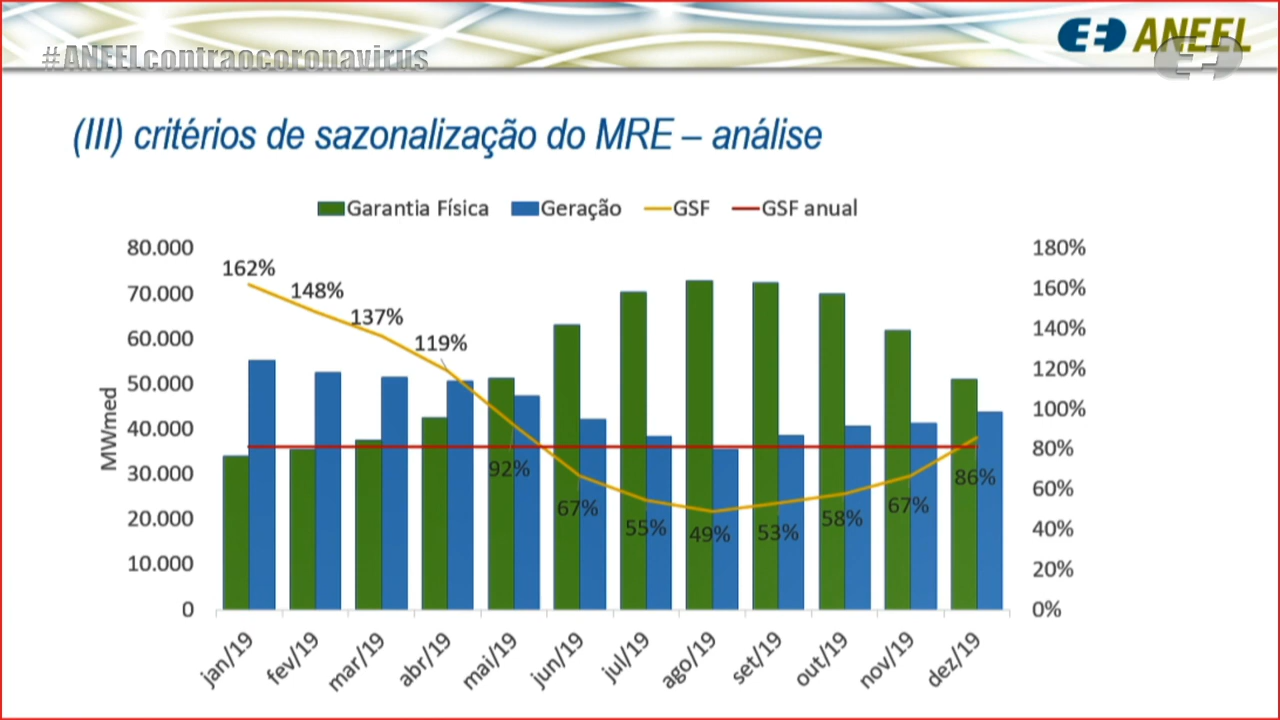 #ANEELcontraocoronavirus
ANEEL
(III) critérios de sazonalização do MRE – análise
Garantia Física Geração GSF GSF anual
80.000
70.000
60.000
50.000
40.000
30.000
20.000
10.000
0
MWmed
180%
160%
140%
120%
100%
80%
60%
40%
20%
0%
162%
148%
137%
119%
92%
67%
55%
49%
53%
58%
67%
86%
jan/19
fev/19
mar/19
abr/19
mai/19
jun/19
jul/19
ago/19
set/19
out/19
nov/19
dez/19